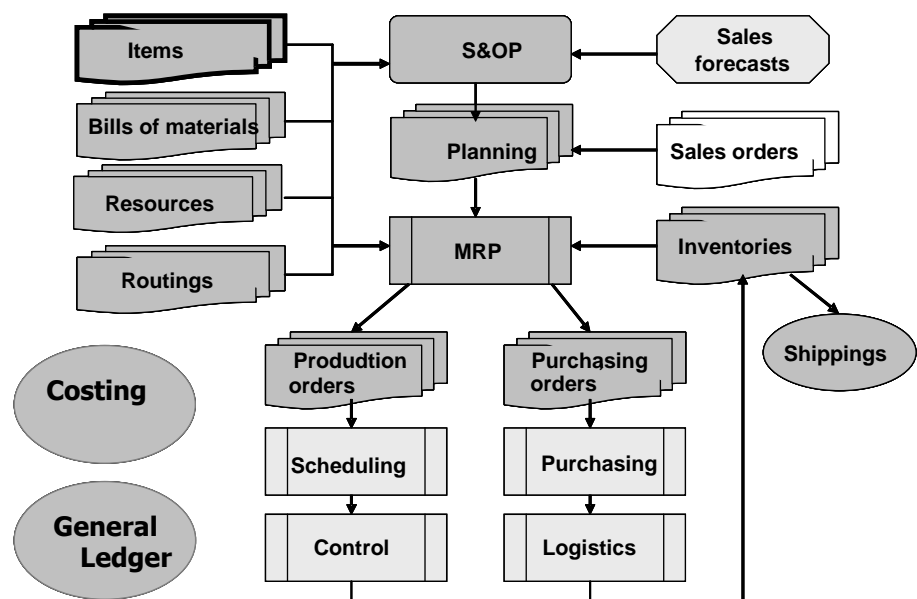 Items
S&OP
Sales
forecasts
Bills of materials
Planning
Sales orders
Resources
Routings
MRP
Inventories
Produdtion
orders
Purchasing
orders
Shippings
Costing
Scheduling
Purchasing
General
Ledger
Control
Logistics